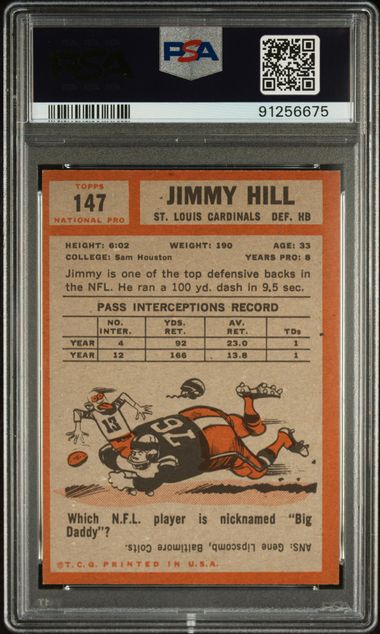 PSA
PSA
91256675
TOPPS
147
NATIONAL PRO
JIMMY HILL
ST. LOUIS CARDINALS DEF. HB
HEIGHT: 6:02 WEIGHT: 190 AGE: 33
COLLEGE: Sam Houston YEARS PRO: 8
Jimmy is one of the top defensive backs in
the NFL. He ran a 100 yd. dash in 9.5 sec.
PASS INTERCEPTIONS RECORD
NO. INTER. YDS. RET. AV. RET. TDs
YEAR 4 92 23.0 1
YEAR 12 166 13.8 1
13
76
Which N.F.L. player is nicknamed "Big
Daddy"?
ANS: Gene Lipscomb, Baltimore Colts.
©T.C.G. PRINTED IN U.S.A.